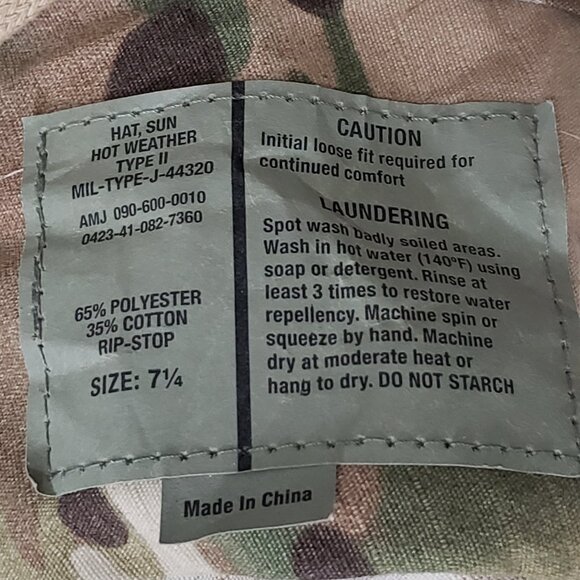 HAT, SUN
HOT WEATHER
TYPE II
MIL-TYPE-J-44320
AMJ 090-600-0010
0423-41-082-7360
65% POLYESTER
35% COTTON
RIP-STOP
SIZE: 7¼
CAUTION
Initial loose fit required for
continued comfort
LAUNDERING
Spot wash badly soiled areas.
Wash in hot water (140ºF) using
soap or detergent. Rinse at
least 3 times to restore water
repellency. Machine spin or
squeeze by hand. Machine
dry at moderate heat or
hang to dry. DO NOT STARCH
Made In China